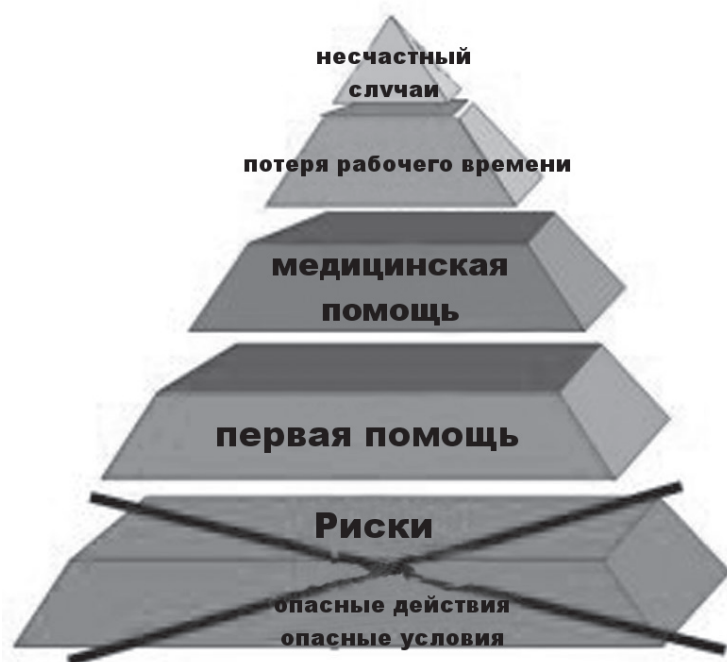 несчастный
случаи
потеря рабочего времени
медицинская
помощь
первая помощь
Риски
опасные действия
опасные условия